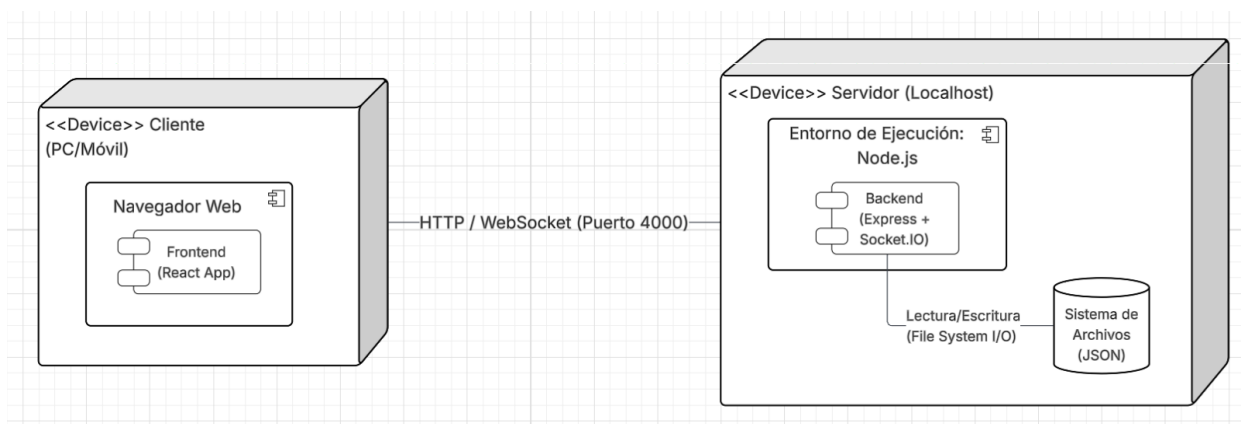 <<Device>> Cliente
(PC/Móvil)
Navegador Web
Frontend
(React App)
HTTP / WebSocket (Puerto 4000)
<<Device>> Servidor (Localhost)
Entorno de Ejecución:
Node.js
Backend
(Express +
Socket.IO)
Lectura/Escritura
(File System I/O)
Sistema de
Archivos
(JSON)